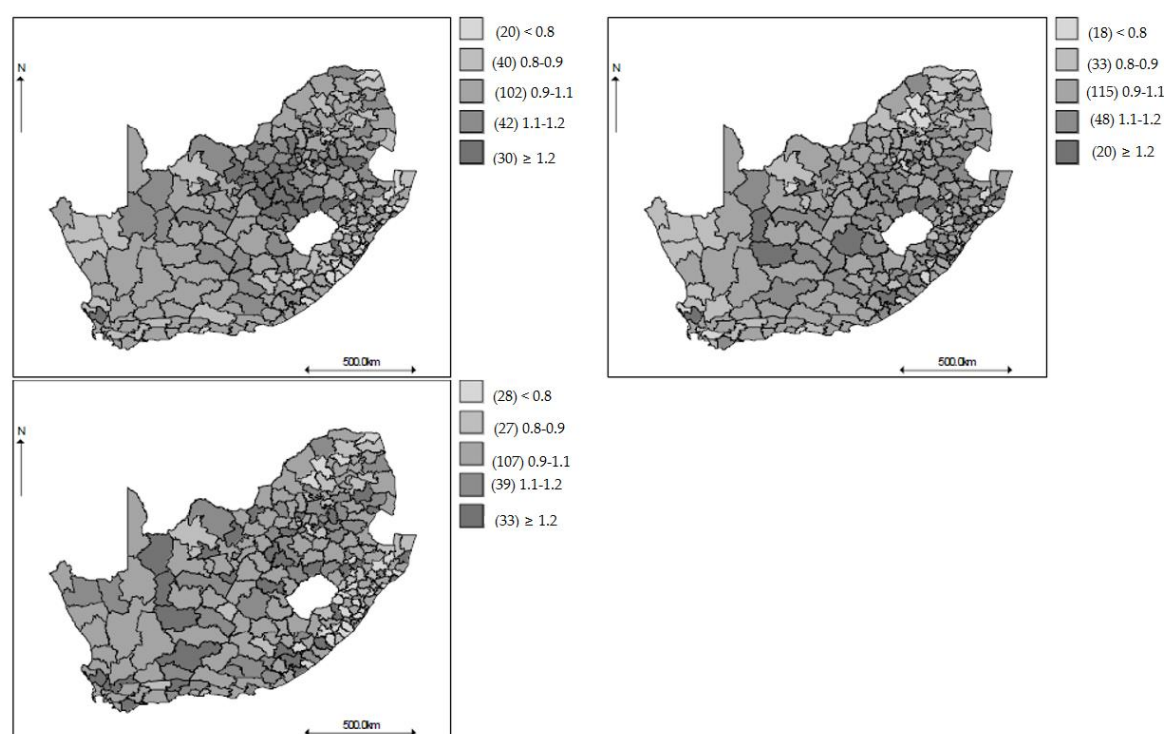 (20) < 0.8
(40) 0.8-0.9
(102) 0.9-1.1
(42) 1.1-1.2
(30) ≥ 1.2
N
500.0km
(18) < 0.8
(33) 0.8-0.9
(115) 0.9-1.1
(48) 1.1-1.2
(20) ≥ 1.2
N
500.0km
(28) < 0.8
(27) 0.8-0.9
(107) 0.9-1.1
(39) 1.1-1.2
(33) ≥ 1.2
N
500.0km